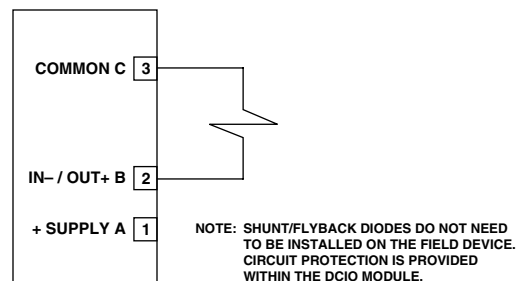 COMMON C 3
IN– / OUT+ B 2
+ SUPPLY A 1
NOTE: SHUNT/FLYBACK DIODES DO NOT NEED
TO BE INSTALLED ON THE FIELD DEVICE.
CIRCUIT PROTECTION IS PROVIDED
WITHIN THE DCIO MODULE.